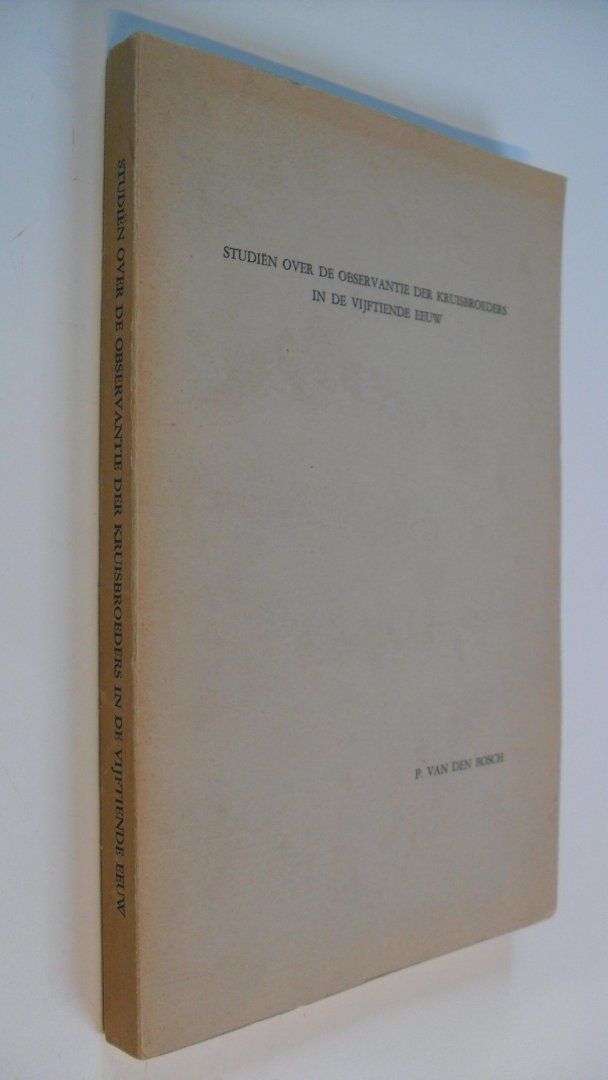 STUDIËN OVER DE OBSERVANTIE DER KRUISBROEDERS IN DE VIJFTIENDE EEUW
STUDIËN OVER DE OBSERVANTIE DER KRUISBROEDERS
IN DE VIJFTIENDE EEUW
P. VAN DEN BOSCH